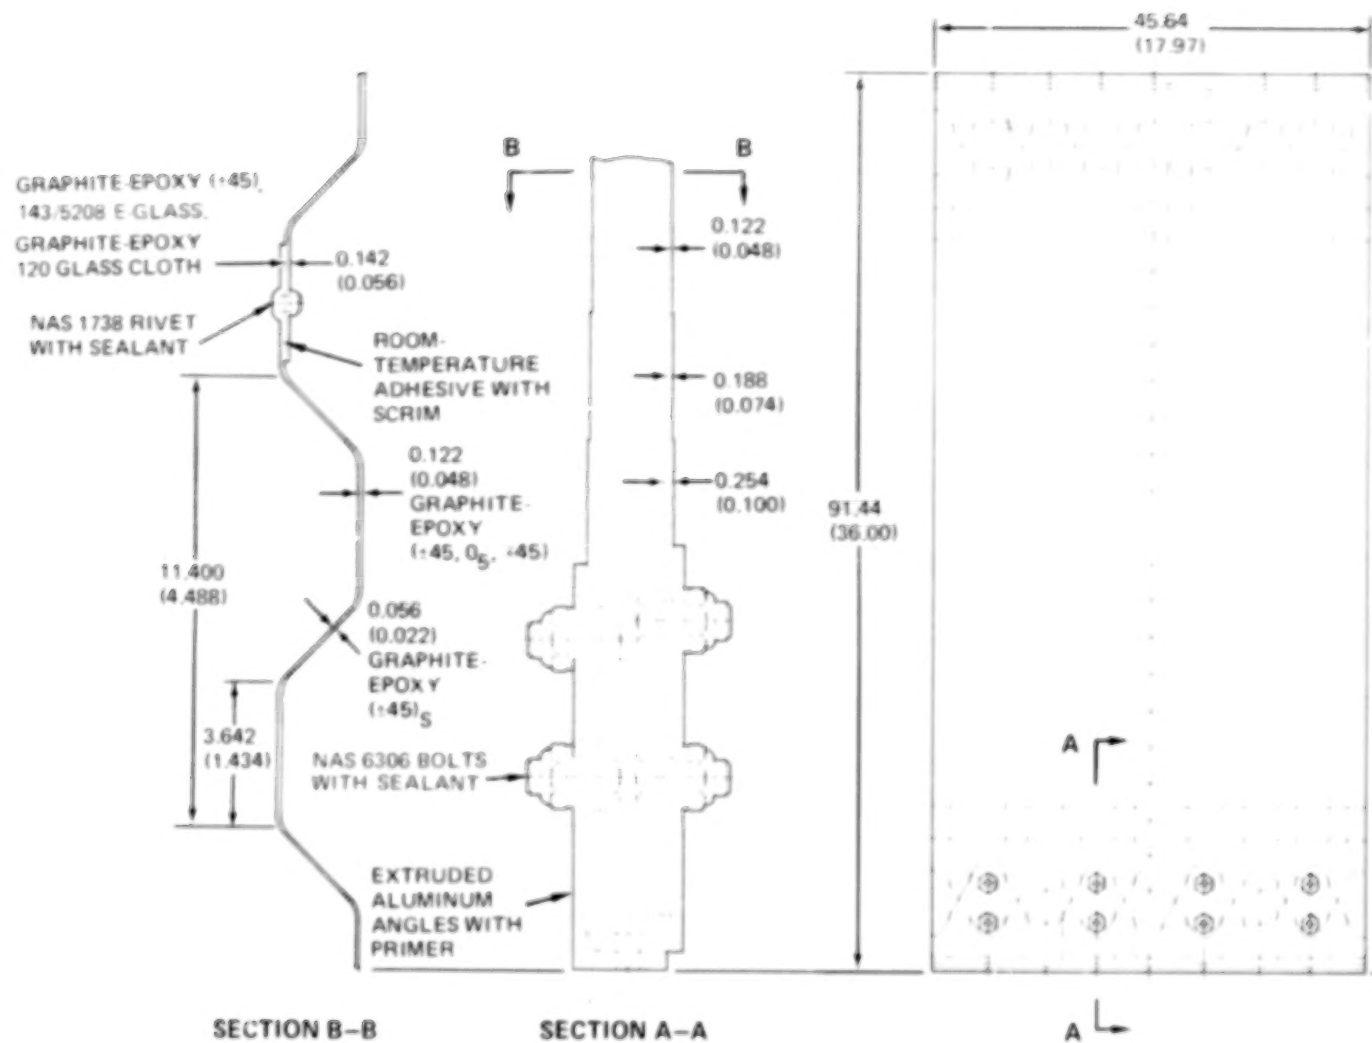 45.64
(17.97)
B
B
GRAPHITE-EPOXY (±45),
143/5208 E-GLASS,
GRAPHITE-EPOXY
120 GLASS CLOTH
0.142
(0.056)
0.122
(0.048)
NAS 1738 RIVET
WITH SEALANT
ROOM-
TEMPERATURE
ADHESIVE WITH
SCRIM
0.188
(0.074)
0.122
(0.048)
GRAPHITE-
EPOXY
(±45, 0₅, ±45)
0.254
(0.100)
91.44
(36.00)
11.400
(4.488)
0.056
(0.022)
GRAPHITE-
EPOXY
(±45)S
3.642
(1.434)
NAS 6306 BOLTS
WITH SEALANT
A
EXTRUDED
ALUMINUM
ANGLES WITH
PRIMER
SECTION B–B
SECTION A–A
A